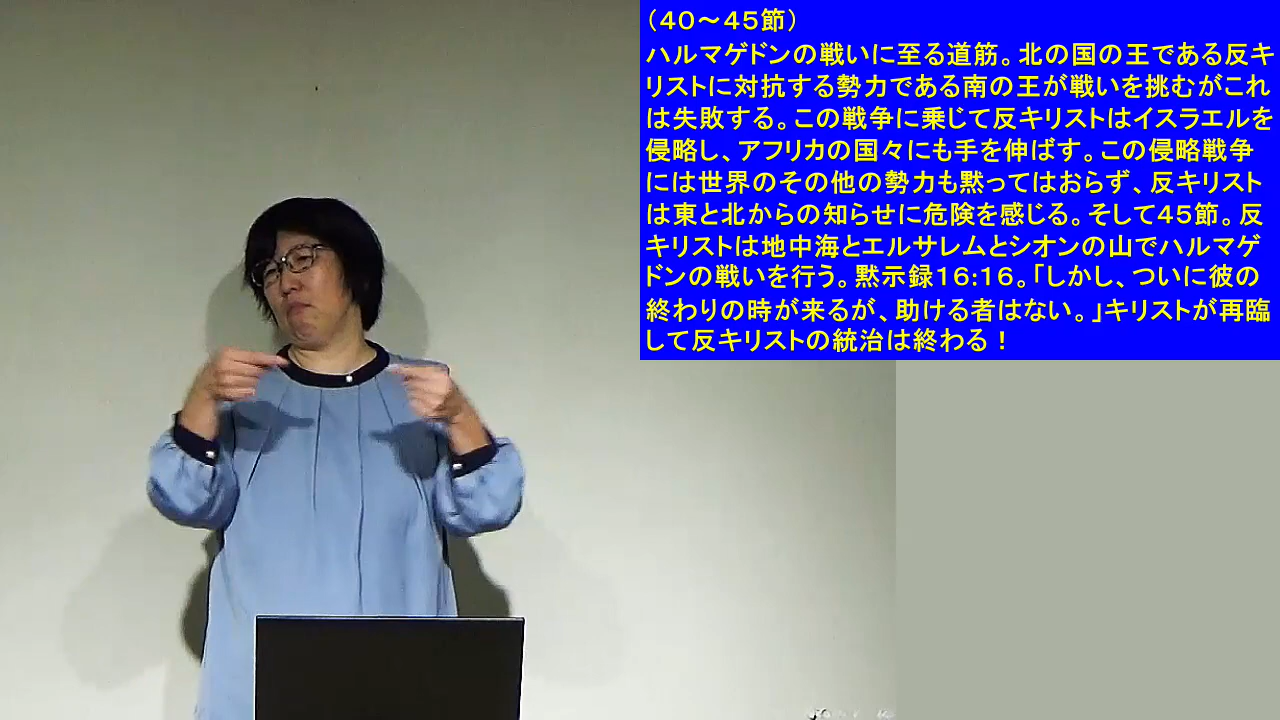 （４０～４５節）
ハルマゲドンの戦いに至る道筋。北の国の王である反キ
リストに対抗する勢力である南の王が戦いを挑むがこれ
は失敗する。この戦争に乗じて反キリストはイスラエルを
侵略し、アフリカの国々にも手を伸ばす。この侵略戦争
には世界のその他の勢力も黙ってはおらず、反キリスト
は東と北からの知らせに危険を感じる。そして４５節。反
キリストは地中海とエルサレムとシオンの山でハルマゲ
ドンの戦いを行う。黙示録１６：１６。「しかし、ついに彼の
終わりの時が来るが、助ける者はない。」キリストが再臨
して反キリストの統治は終わる！